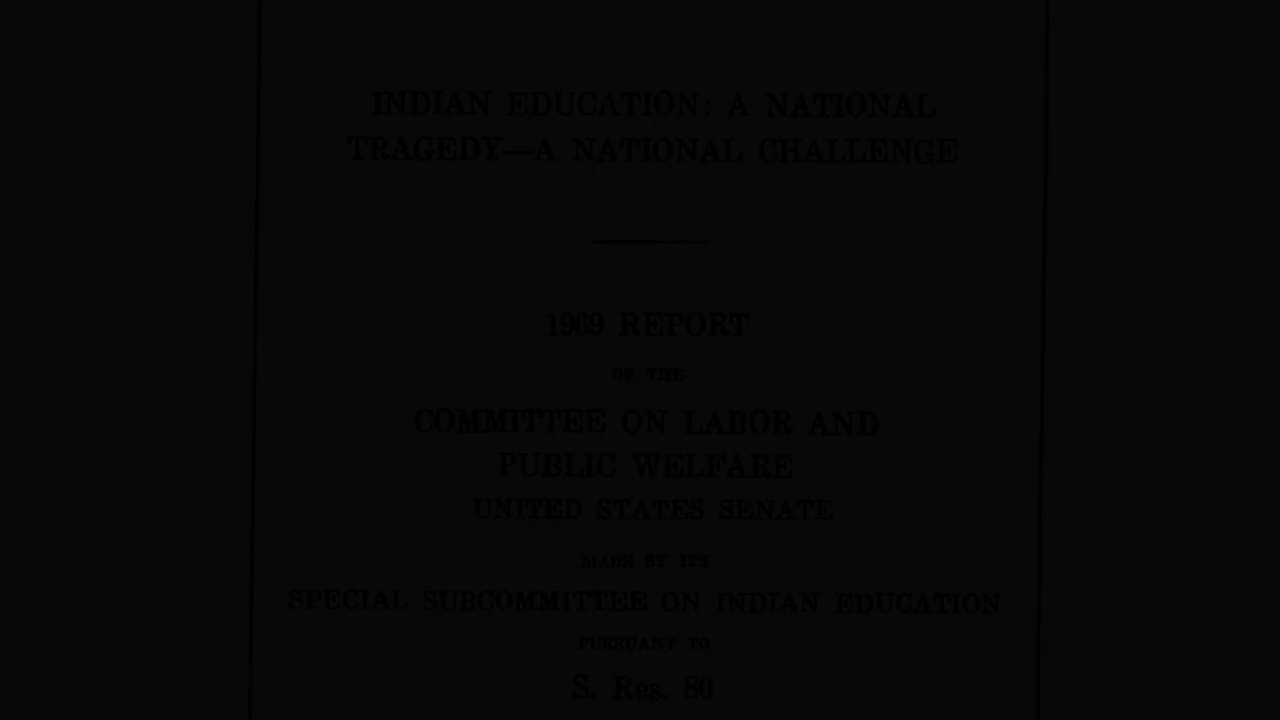 INDIAN EDUCATION: A NATIONAL
TRAGEDY—A NATIONAL CHALLENGE
1969 REPORT
OF THE
COMMITTEE ON LABOR AND
PUBLIC WELFARE
UNITED STATES SENATE
MADE BY ITS
SPECIAL SUBCOMMITTEE ON INDIAN EDUCATION
PURSUANT TO
S. Res. 80